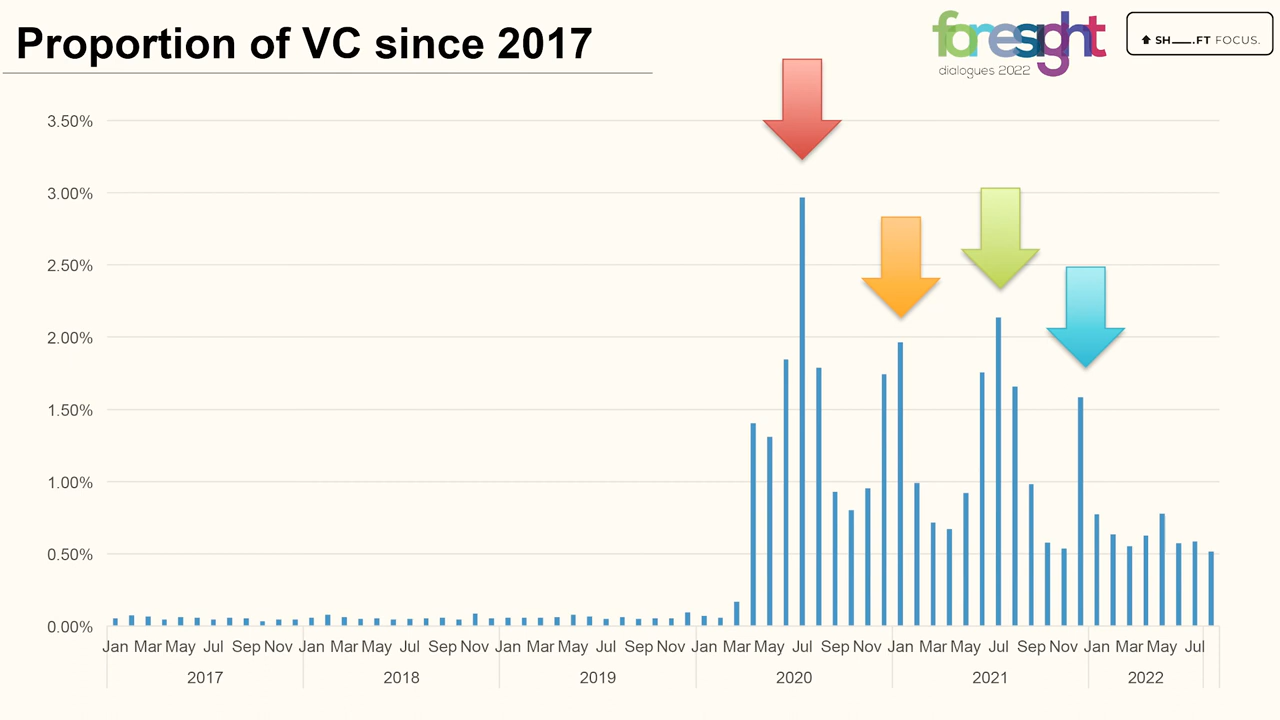 Proportion of VC since 2017
foresight
dialogues 2022
SH__.FT FOCUS.
3.50%
3.00%
2.50%
2.00%
1.50%
1.00%
0.50%
0.00%
Jan Mar May Jul Sep Nov Jan Mar May Jul Sep Nov Jan Mar May Jul Sep Nov Jan Mar May Jul Sep Nov Jan Mar May Jul Sep Nov Jan Mar May Jul
2017 2018 2019 2020 2021 2022